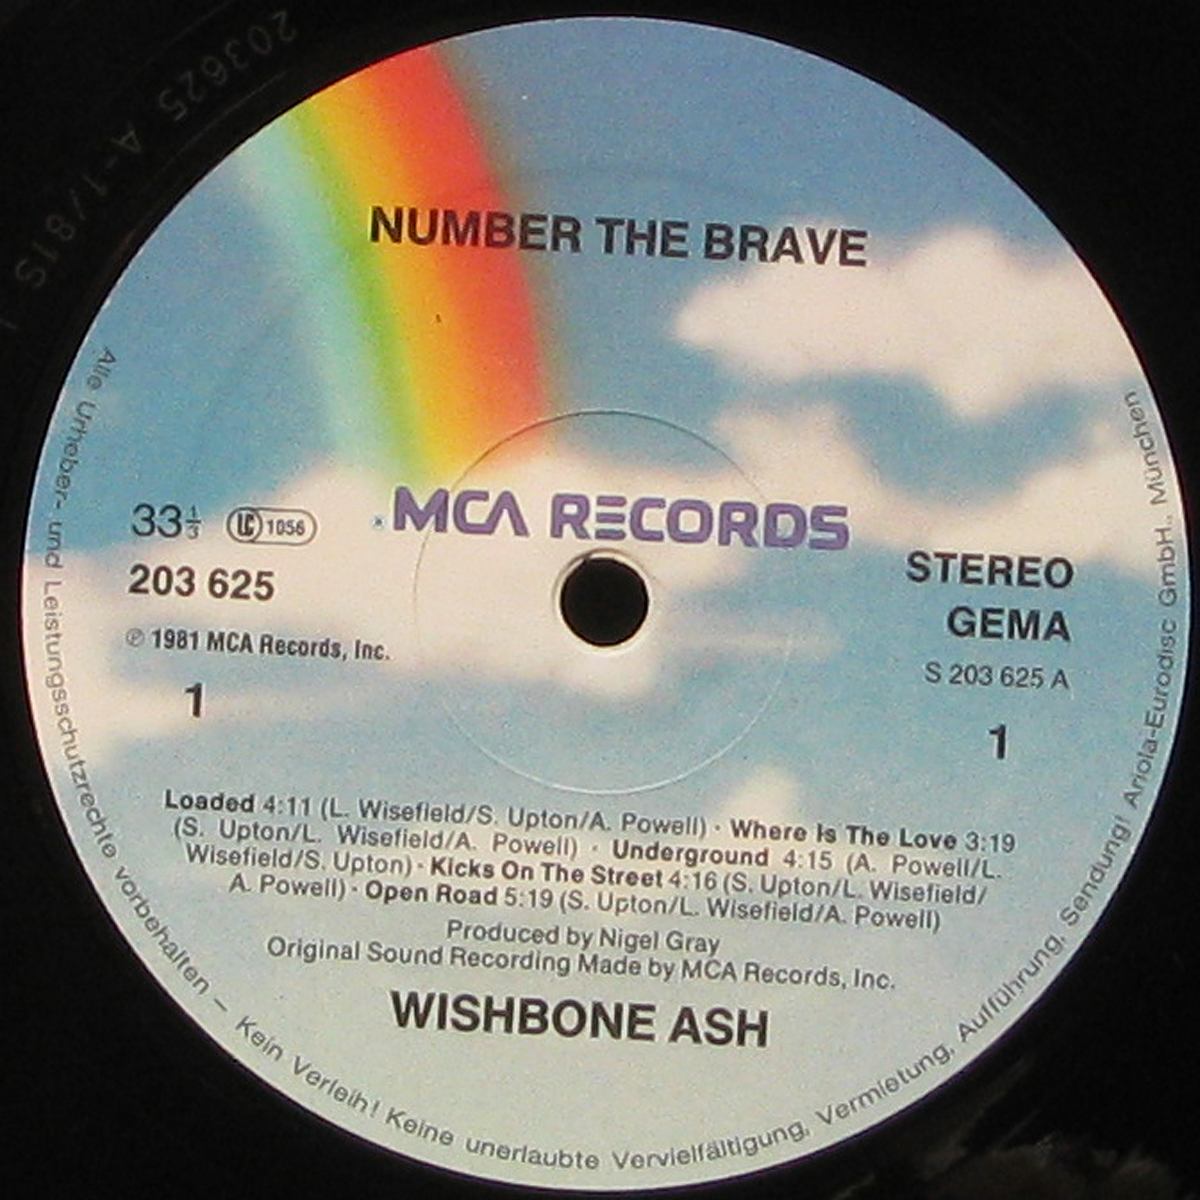 203625 A-1/81S
NUMBER THE BRAVE
MCA RECORDS
33⅓ LC 1056
203 625
℗ 1981 MCA Records, Inc.
1
STEREO
GEMA
S 203 625 A
1
Loaded 4:11 (L. Wisefield/S. Upton/A. Powell) · Where Is The Love 3:19
(S. Upton/L. Wisefield/A. Powell) · Underground 4:15 (A. Powell/L.
Wisefield/S. Upton) · Kicks On The Street 4:16 (S. Upton/L. Wisefield/
A. Powell) · Open Road 5:19 (S. Upton/L. Wisefield/A. Powell)
Produced by Nigel Gray
Original Sound Recording Made by MCA Records, Inc.
WISHBONE ASH
Alle Urheber- und Leistungsschutzrechte vorbehalten – Kein Verleih! Keine unerlaubte Vervielfältigung, Vermietung, Aufführung, Sendung! Ariola-Eurodisc GmbH., München